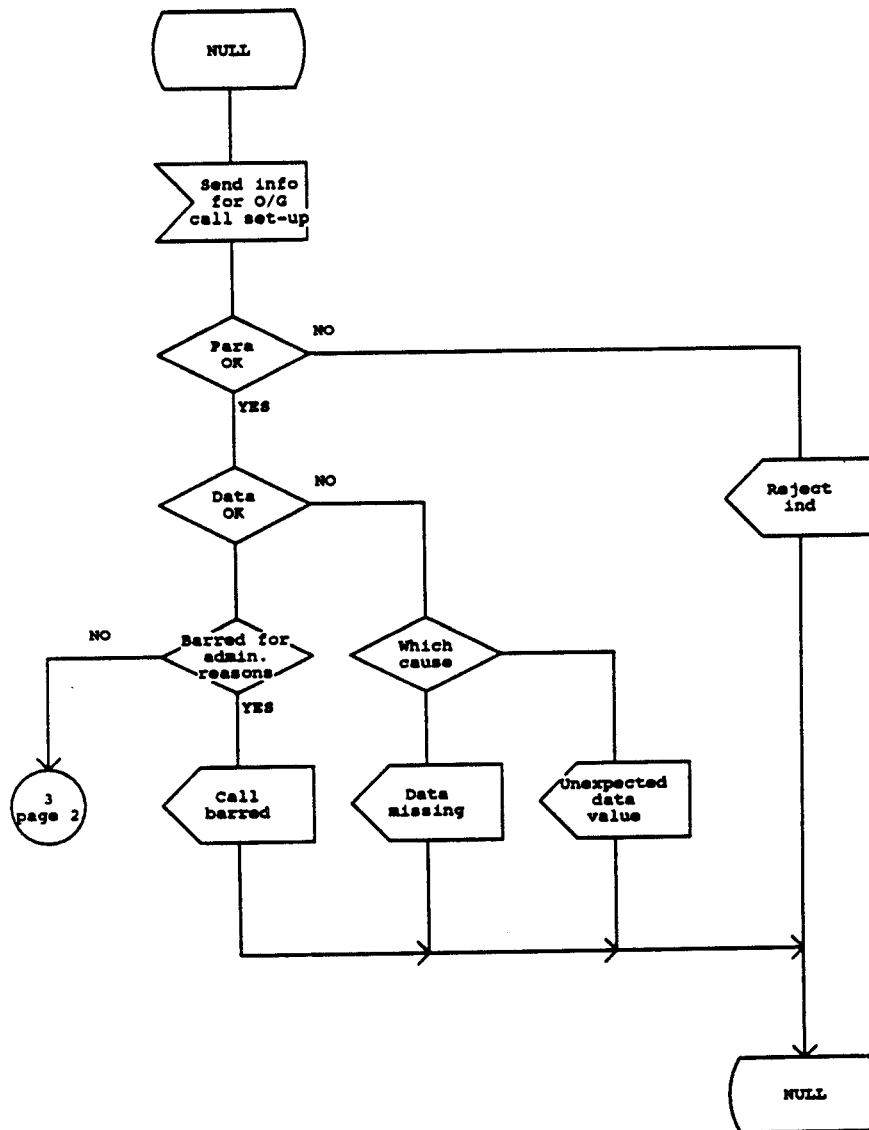 NULL
Send info
for O/G
call set-up
NO
Para
OK
YES
NO
Data
OK
Reject
ind
NO
Barred for
admin.
reasons
Which
cause
YES
3
page 2
Call
barred
Data
missing
Unexpected
data
value
NULL